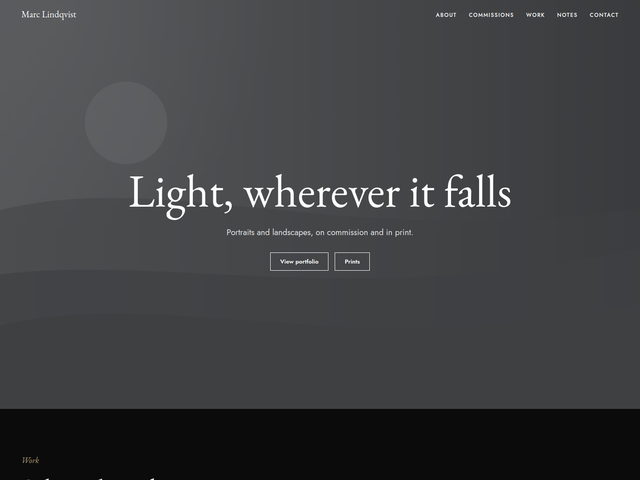 Marc Lindqvist
ABOUT COMMISSIONS WORK NOTES CONTACT
Light, wherever it falls
Portraits and landscapes, on commission and in print.
View portfolio Prints
Work